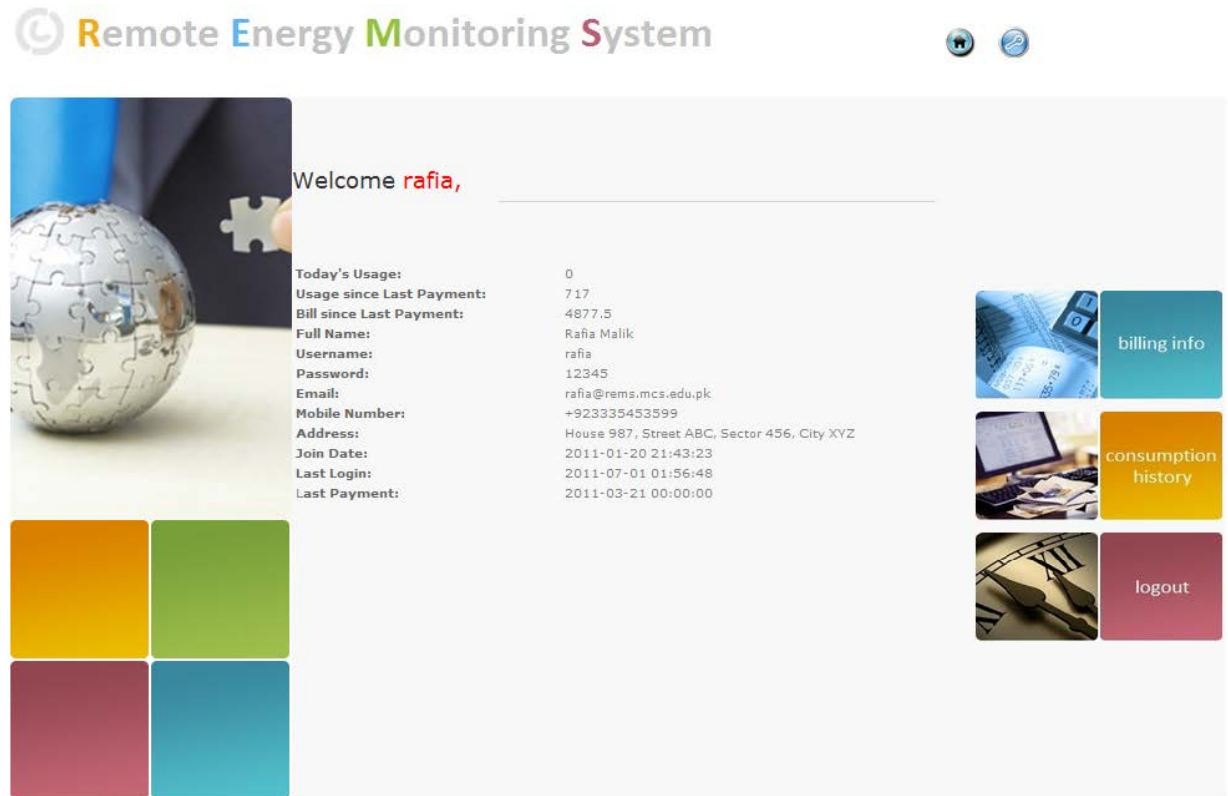 Remote Energy Monitoring System
Welcome rafia,
Today's Usage: 0
Usage since Last Payment: 717
Bill since Last Payment: 4877.5
Full Name: Rafia Malik
Username: rafia
Password: 12345
Email: rafia@rems.mcs.edu.pk
Mobile Number: +923335453599
Address: House 987, Street ABC, Sector 456, City XYZ
Join Date: 2011-01-20 21:43:23
Last Login: 2011-07-01 01:56:48
Last Payment: 2011-03-21 00:00:00
billing info
consumption
history
logout